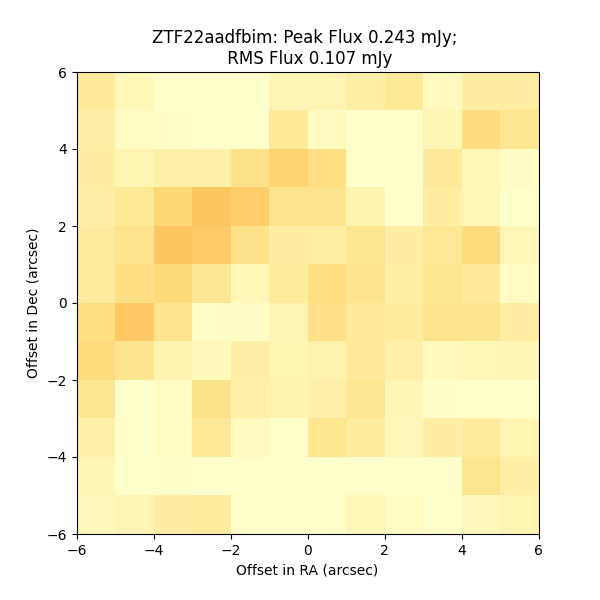 ZTF22aadfbim: Peak Flux 0.243 mJy;
RMS Flux 0.107 mJy
6
4
2
0
−2
−4
−6
Offset in Dec (arcsec)
−6 −4 −2 0 2 4 6
Offset in RA (arcsec)